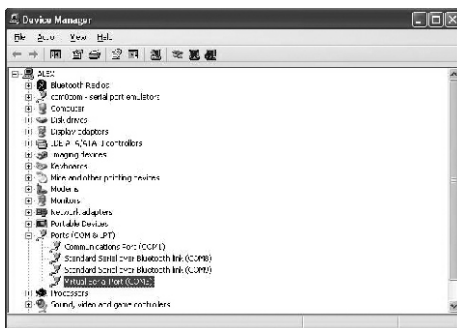 Device Manager
File Action View Help
ALEX
Bluetooth Radios
com0com - serial port emulators
Computer
Disk drives
Display adapters
IDE ATA/ATAPI controllers
Imaging devices
Keyboards
Mice and other pointing devices
Modems
Monitors
Network adapters
Portable Devices
Ports (COM & LPT)
Communications Port (COM1)
Standard Serial over Bluetooth link (COM8)
Standard Serial over Bluetooth link (COM9)
Virtual Serial Port
Processors
Sound, video and game controllers